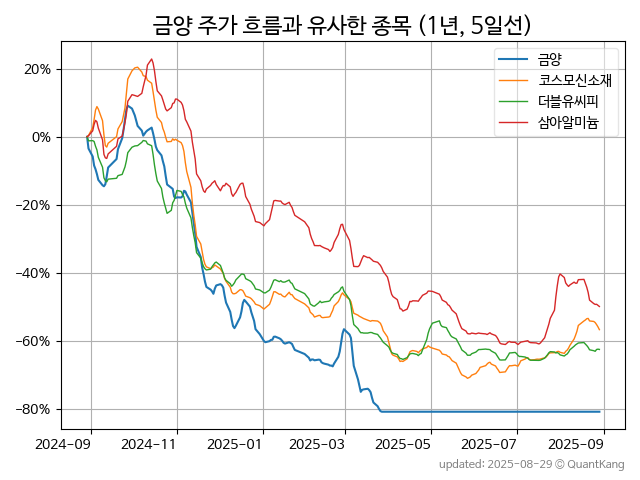 금양 주가 흐름과 유사한 종목 (1년, 5일선)
금양
코스모신소재
더블유씨피
삼아알미늄
20%
0%
−20%
−40%
−60%
−80%
2024-09 2024-11 2025-01 2025-03 2025-05 2025-07 2025-09
updated: 2025-08-29 © QuantKang